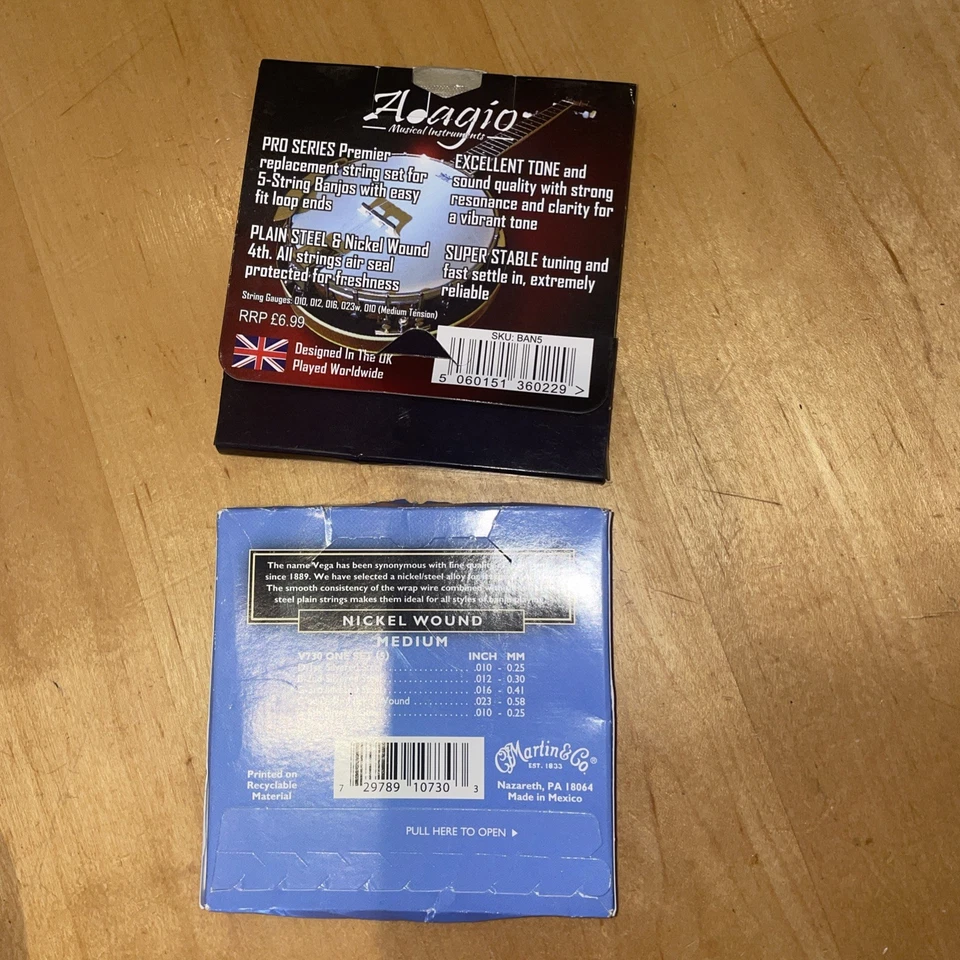 Adagio
Musical Instruments
PRO SERIES Premier
replacement string set for
5-String Banjos with easy
fit loop ends
EXCELLENT TONE and
sound quality with strong
resonance and clarity for
a vibrant tone
PLAIN STEEL & Nickel Wound
4th. All strings air seal
protected for freshness
SUPER STABLE tuning and
fast settle in, extremely
reliable
String Gauges: 010, 012, 016, 023w, 010 (Medium Tension)
RRP £6.99
Designed In The UK
Played Worldwide
SKU: BAN5
5 060151 360229 >
The name Vega has been synonymous with fine quality
since 1889. We have selected a nickel/steel alloy for
The smooth consistency of the wrap wire combined
steel plain strings makes them ideal for all styles of banjo
NICKEL WOUND
MEDIUM
V730 ONE SET (5) INCH MM
.010 - 0.25
.012 - 0.30
.016 - 0.41
Wound .023 - 0.58
.010 - 0.25
7 29789 10730 3
Printed on
Recyclable
Material
Martin & Co.®
EST. 1833
Nazareth, PA 18064
Made in Mexico
PULL HERE TO OPEN ▶